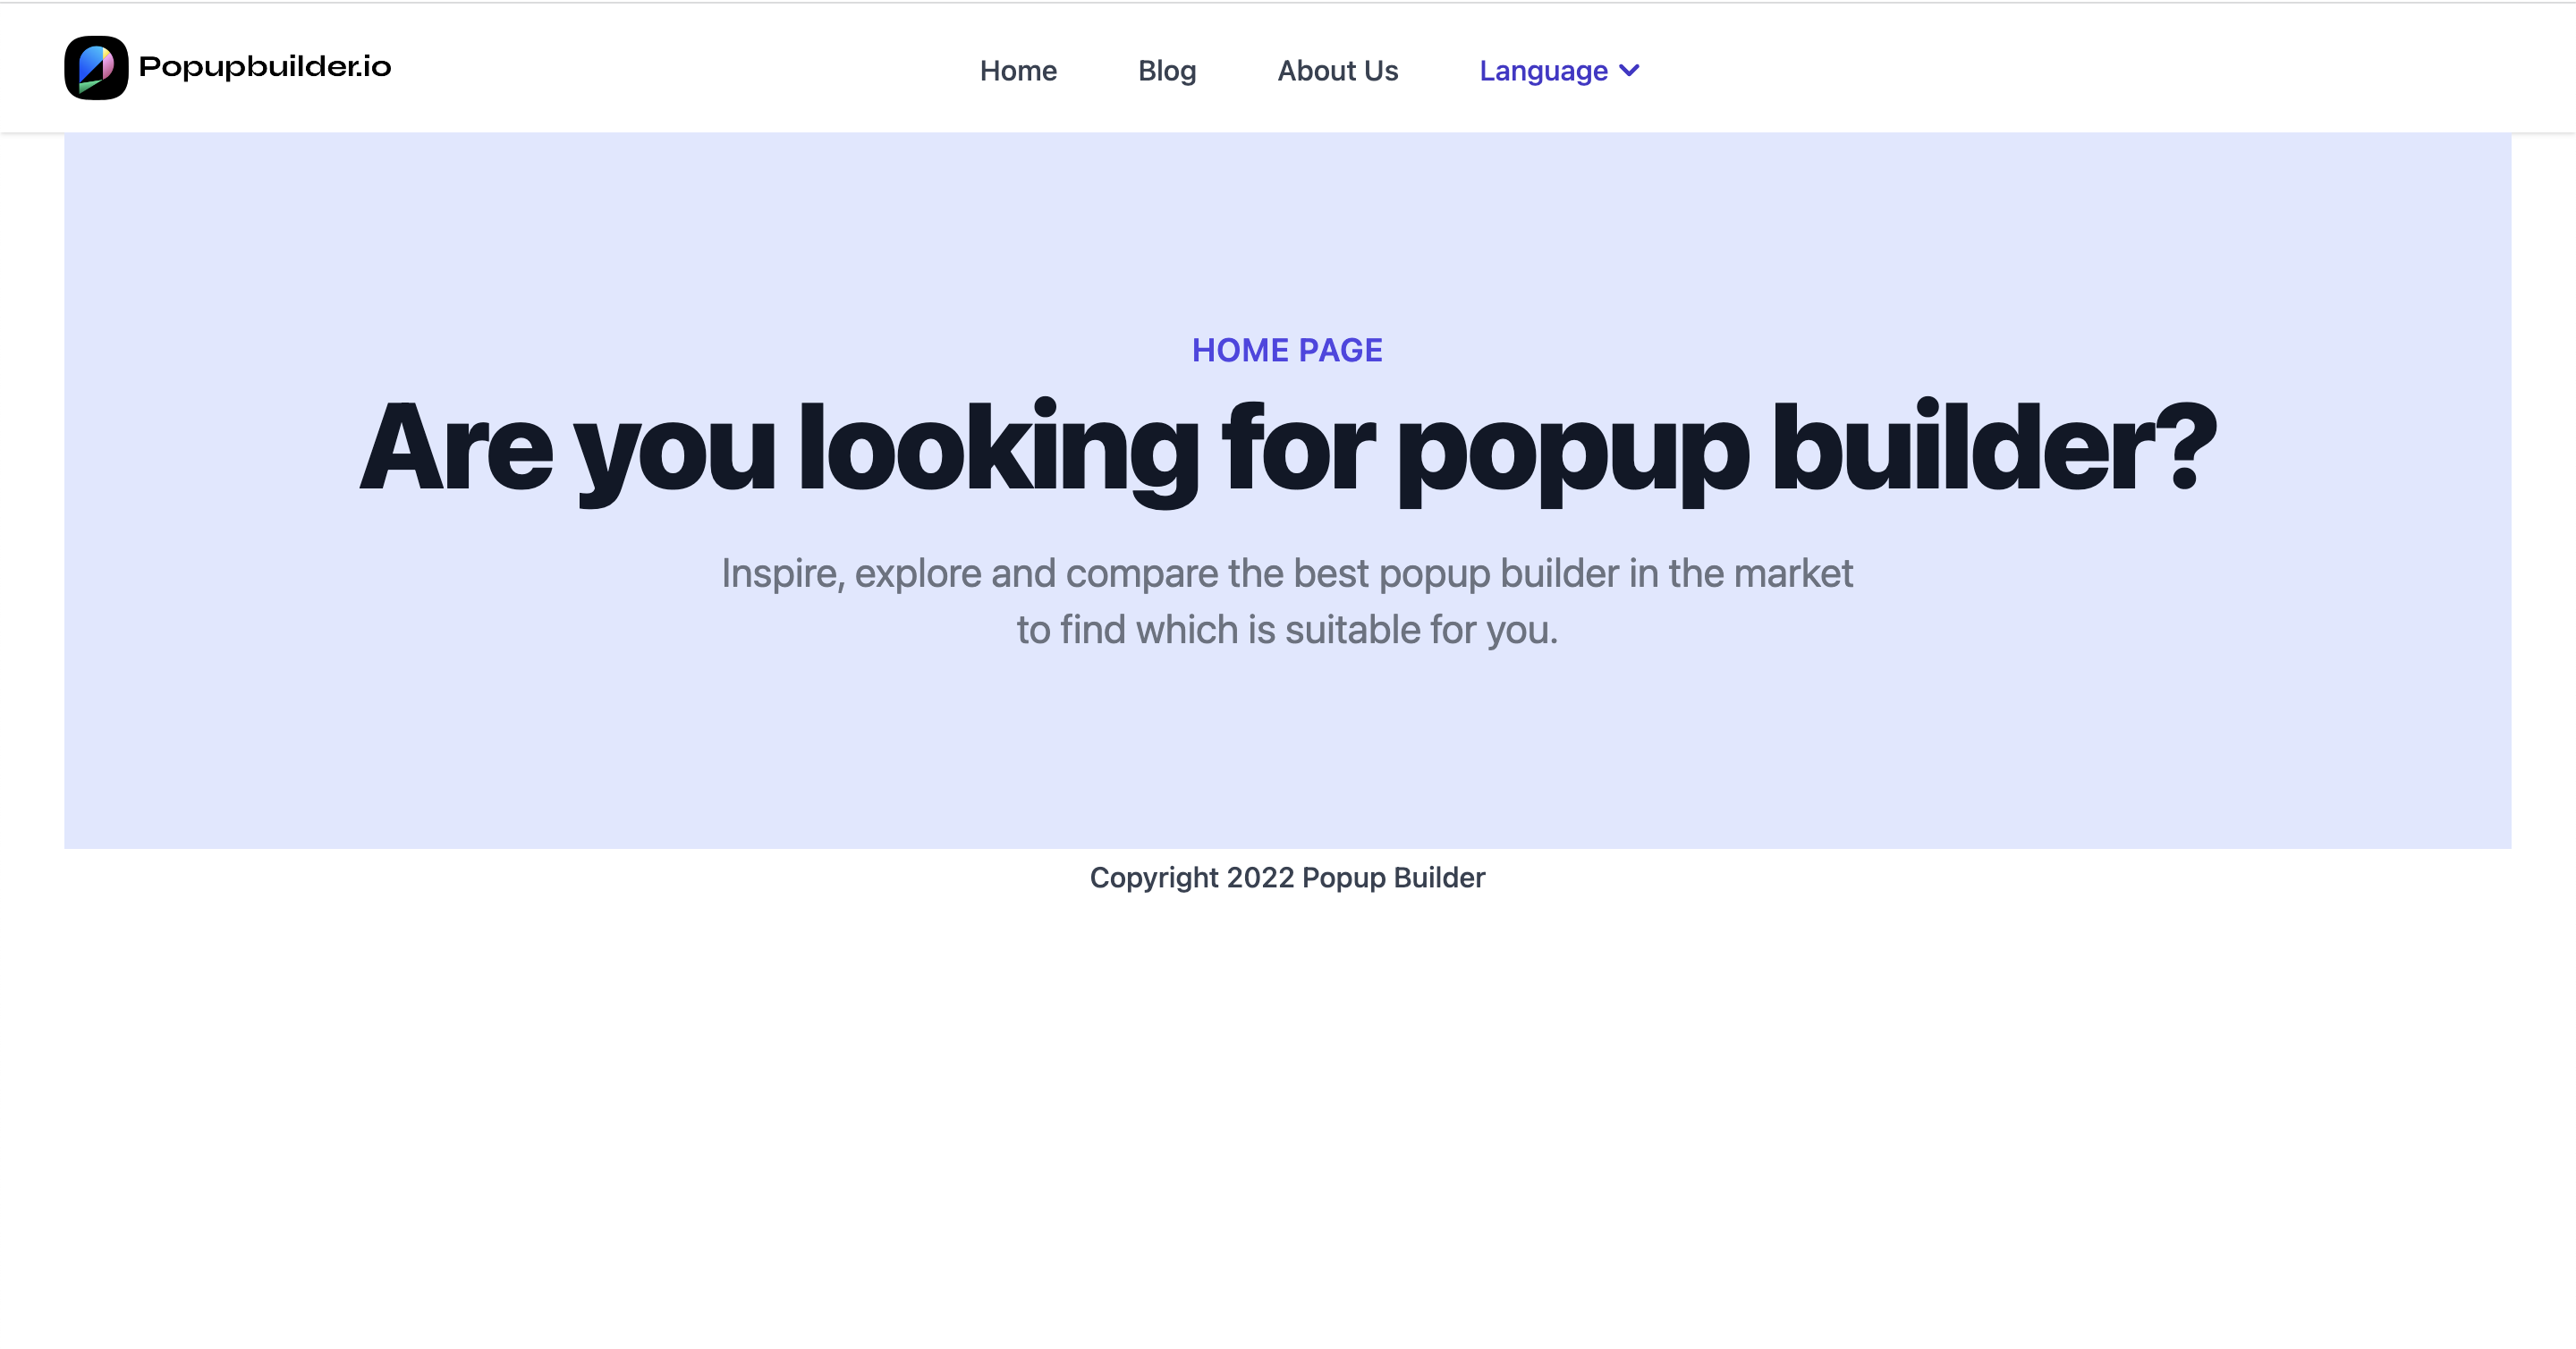 Popupbuilder.io
Home Blog About Us Language
HOME PAGE
Are you looking for popup builder?
Inspire, explore and compare the best popup builder in the market
to find which is suitable for you.
Copyright 2022 Popup Builder